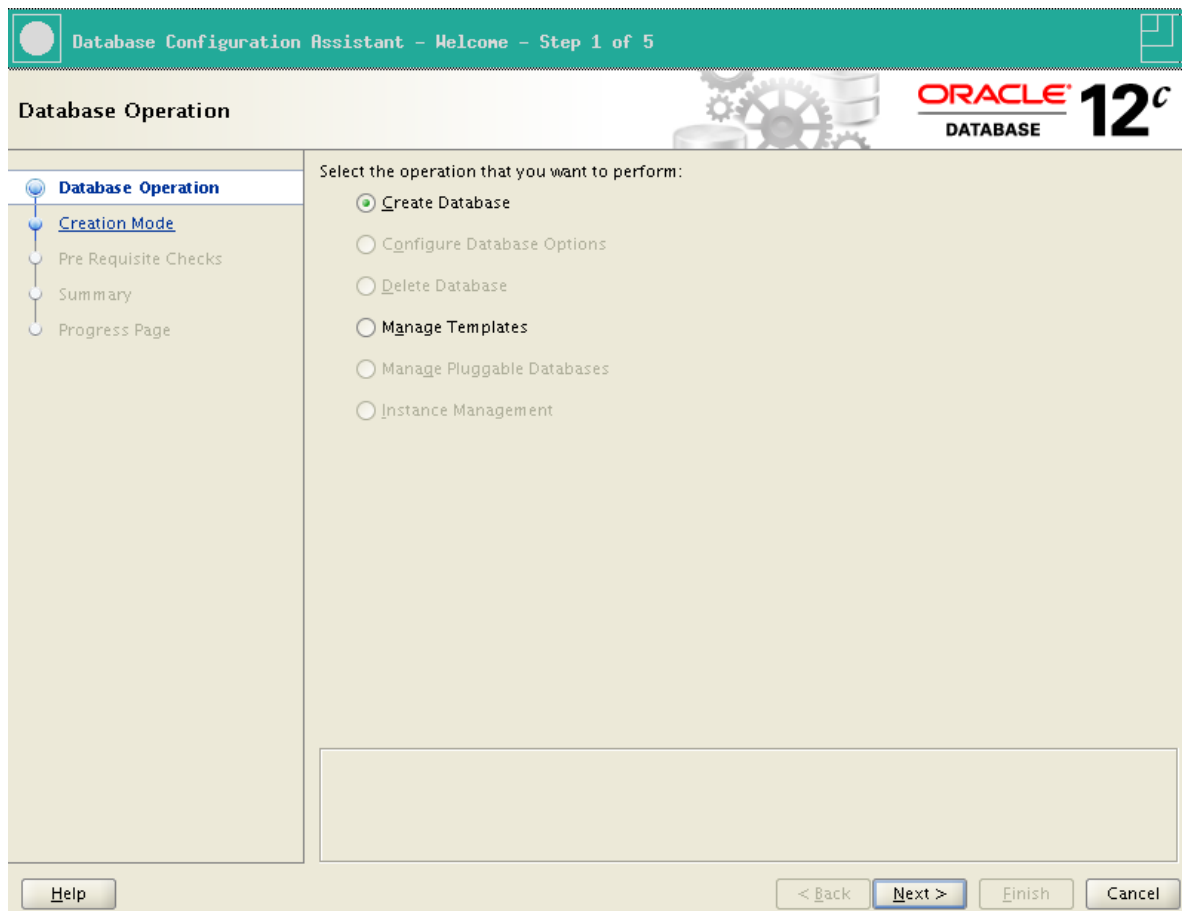 Database Configuration Assistant - Welcome - Step 1 of 5
Database Operation
ORACLE
DATABASE
12c
Database Operation
Creation Mode
Pre Requisite Checks
Summary
Progress Page
Select the operation that you want to perform:
Create Database
Configure Database Options
Delete Database
Manage Templates
Manage Pluggable Databases
Instance Management
Help
< Back
Next >
Finish
Cancel